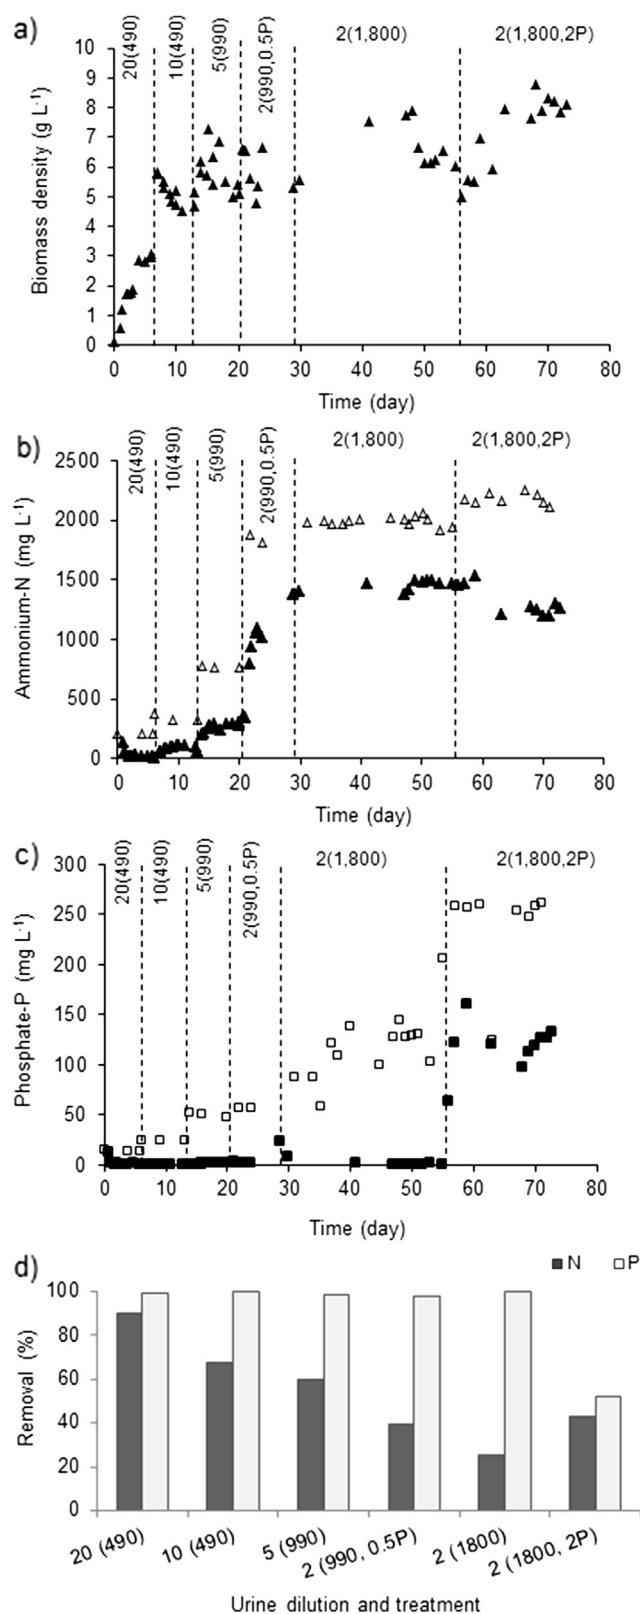 a)
20(490)
10(490)
5(990)
2(990,0.5P)
2(1,800)
2(1,800,2P)
Biomass density (g L-1)
10
9
8
7
6
5
4
3
2
1
0
0 10 20 30 40 50 60 70 80
Time (day)
b)
20(490)
10(490)
5(990)
2(990,0.5P)
2(1,800)
2(1,800,2P)
Ammonium-N (mg L-1)
2500
2000
1500
1000
500
0
0 10 20 30 40 50 60 70 80
Time (day)
c)
20(490)
10(490)
5(990)
2(990,0.5P)
2(1,800)
2(1,800,2P)
Phosphate-P (mg L-1)
300
250
200
150
100
50
0
0 10 20 30 40 50 60 70 80
Time (day)
d)
N P
Removal (%)
100
80
60
40
20
0
20 (490)
10 (490)
5 (990)
2 (990, 0.5P)
2 (1800)
2 (1800, 2P)
Urine dilution and treatment